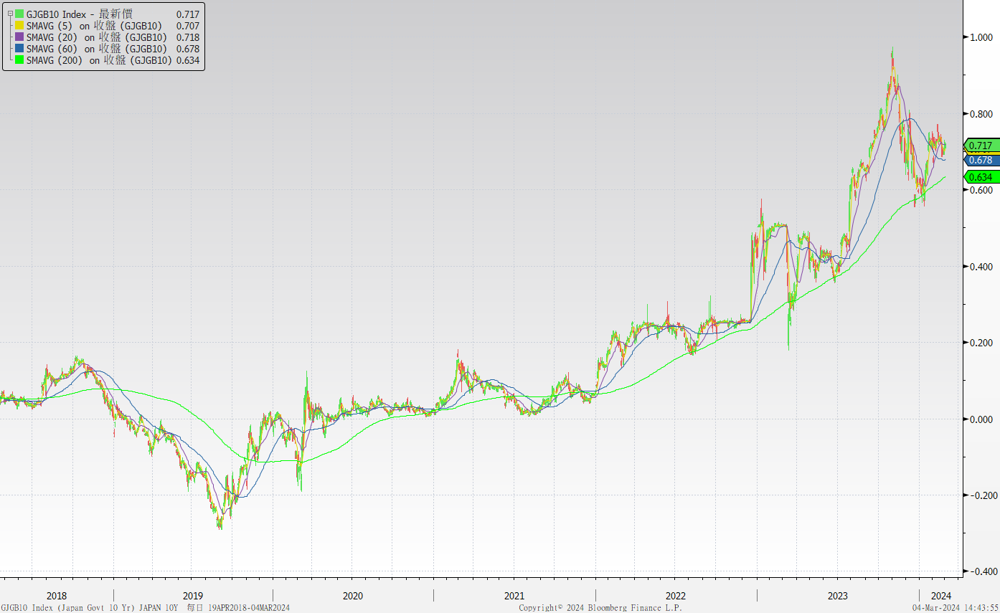 GJGB10 Index - 最新價 0.717
SMAVG (5) on 收盤 (GJGB10) 0.707
SMAVG (20) on 收盤 (GJGB10) 0.718
SMAVG (60) on 收盤 (GJGB10) 0.678
SMAVG (200) on 收盤 (GJGB10) 0.634
1.000
0.800
0.717
0.678
0.634
0.600
0.400
0.200
0.000
-0.200
-0.400
2018 2019 2020 2021 2022 2023 2024
GJGB10 Index (Japan Govt 10 Yr) JAPAN 10Y 每日 19APR2018-04MAR2024 Copyright© 2024 Bloomberg Finance L.P. 04-Mar-2024 14:43:55